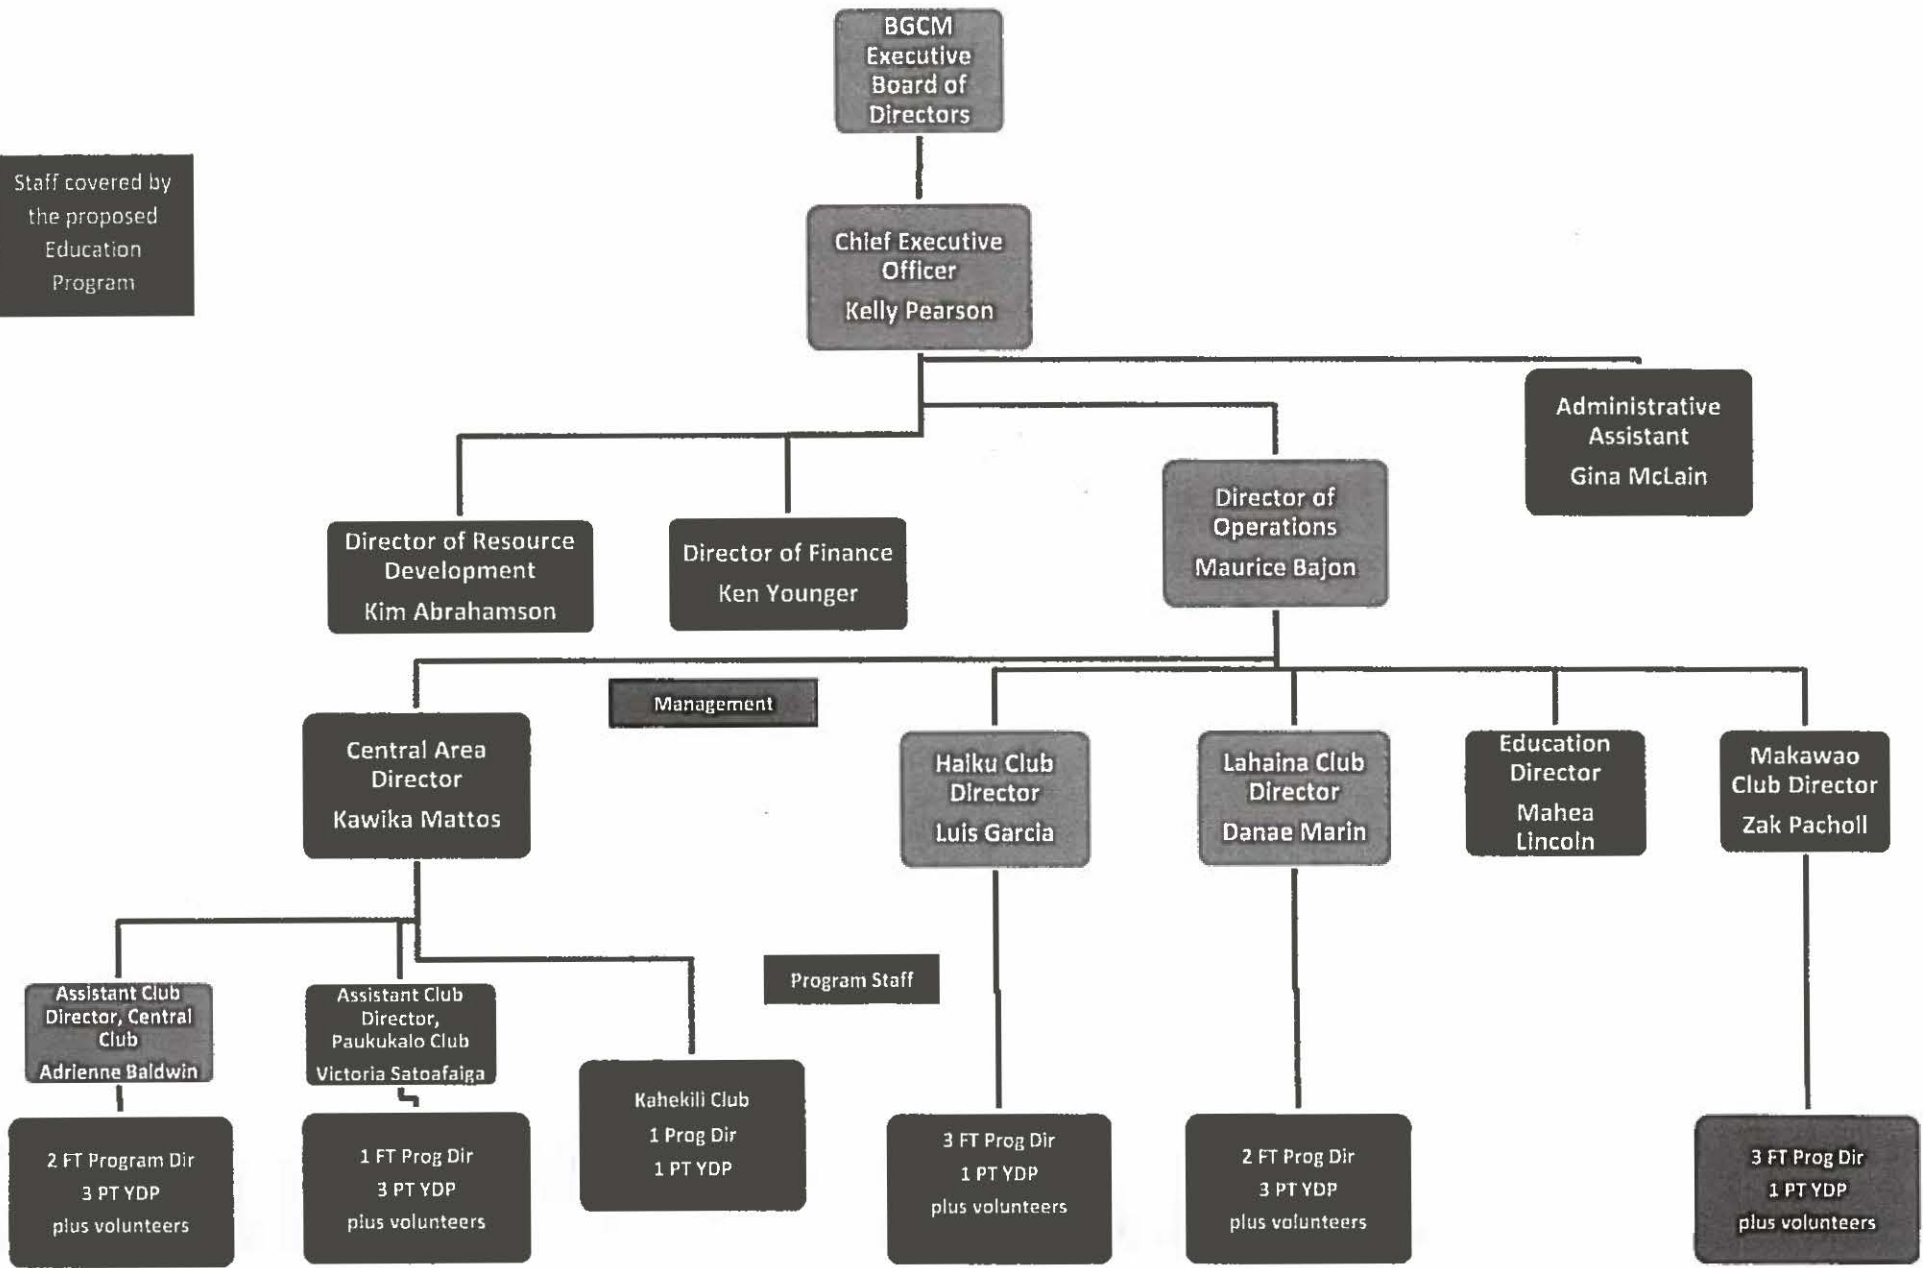 BGCM
Executive
Board of
Directors
Staff covered by
the proposed
Education
Program
Chief Executive
Officer
Kelly Pearson
Administrative
Assistant
Gina McLain
Director of Resource
Development
Kim Abrahamson
Director of Finance
Ken Younger
Director of
Operations
Maurice Bajon
Management
Central Area
Director
Kawika Mattos
Haiku Club
Director
Luis Garcia
Lahaina Club
Director
Danae Marin
Education
Director
Mahea
Lincoln
Makawao
Club Director
Zak Pacholl
Program Staff
Assistant Club
Director, Central
Club
Adrienne Baldwin
Assistant Club
Director,
Paukukalo Club
Victoria Satoafaiga
Kahekili Club
1 Prog Dir
1 PT YDP
2 FT Program Dir
3 PT YDP
plus volunteers
1 FT Prog Dir
3 PT YDP
plus volunteers
3 FT Prog Dir
1 PT YDP
plus volunteers
2 FT Prog Dir
3 PT YDP
plus volunteers
3 FT Prog Dir
1 PT YDP
plus volunteers